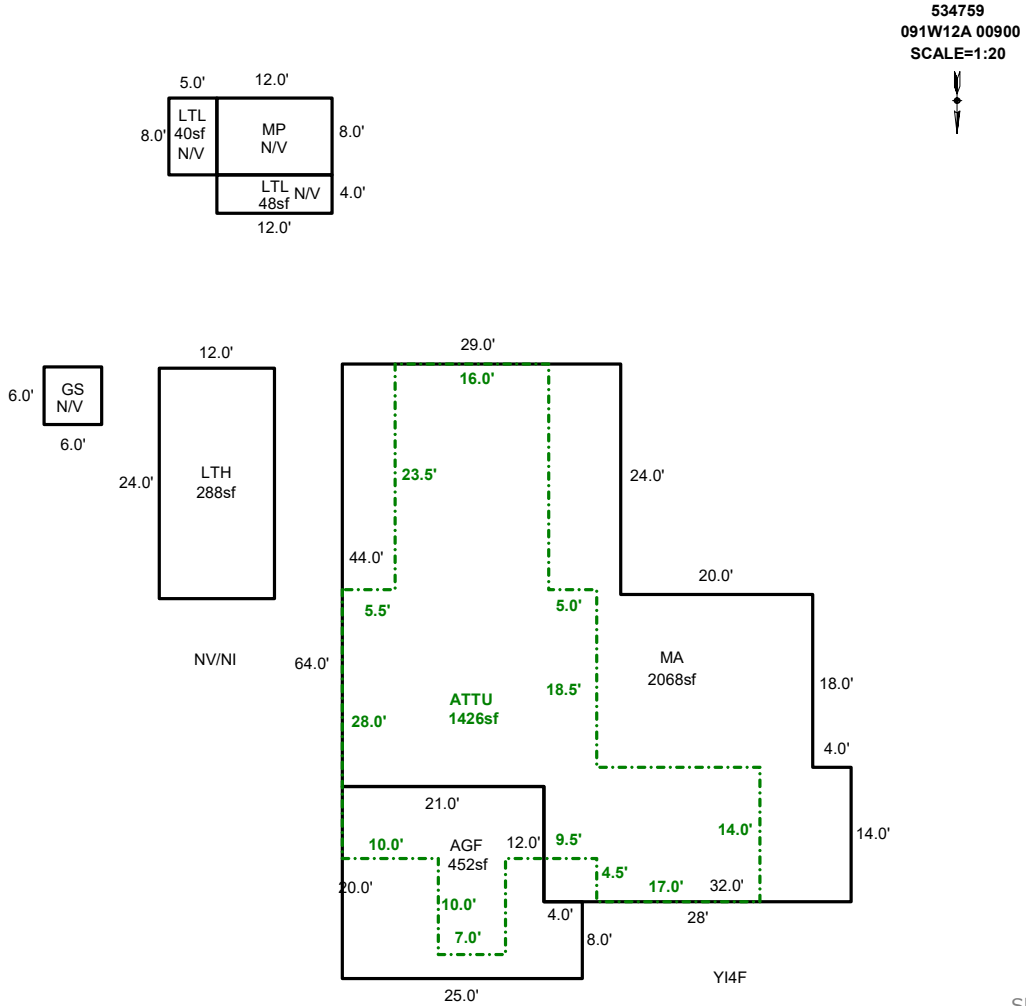 534759
091W12A 00900
SCALE=1:20
5.0'
12.0'
8.0'
LTL
40sf
N/V
MP
N/V
8.0'
LTL
48sf
N/V
4.0'
12.0'
29.0'
16.0'
12.0'
6.0'
GS
N/V
6.0'
24.0'
LTH
288sf
23.5'
24.0'
44.0'
5.5'
5.0'
20.0'
NV/NI
64.0'
MA
2068sf
18.5'
18.0'
ATTU
1426sf
28.0'
4.0'
21.0'
14.0'
14.0'
10.0'
AGF
452sf
12.0'
9.5'
4.5'
20.0'
17.0'
32.0'
10.0'
4.0'
28'
7.0'
8.0'
YI4F
25.0'